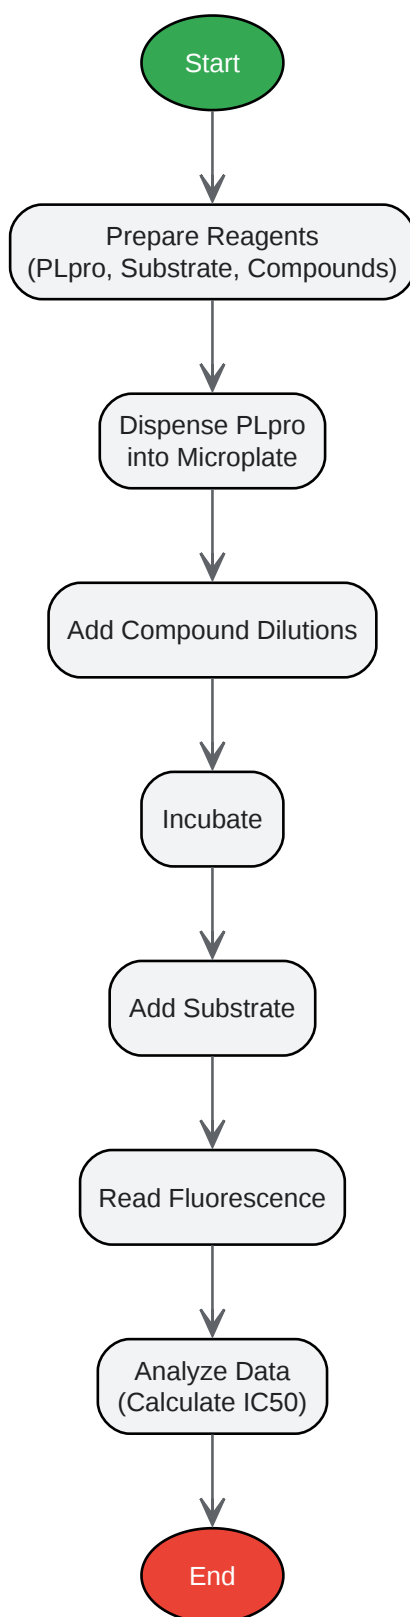 Start
Prepare Reagents
(PLpro, Substrate, Compounds)
Dispense PLpro
into Microplate
Add Compound Dilutions
Incubate
Add Substrate
Read Fluorescence
Analyze Data
(Calculate IC50)
End